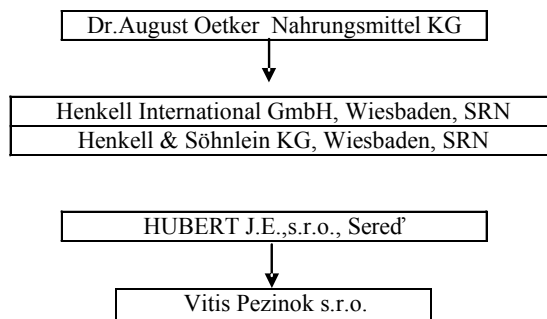 Dr.August Oetker Nahrungsmittel KG
Henkell International GmbH, Wiesbaden, SRN
Henkell & Söhnlein KG, Wiesbaden, SRN
HUBERT J.E.,s.r.o., Sereď
Vitis Pezinok s.r.o.